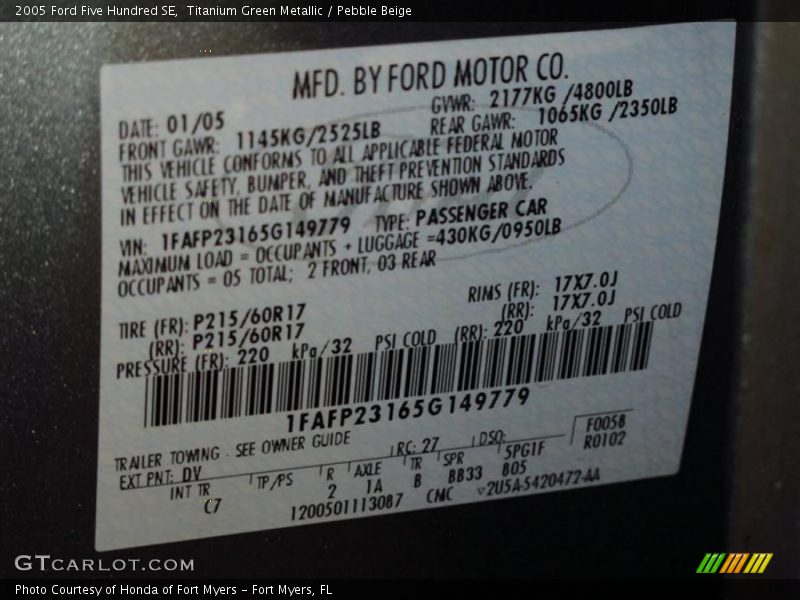 2005 Ford Five Hundred SE,  Titanium Green Metallic / Pebble Beige
MFD. BY FORD MOTOR CO.
DATE: 01/05 GVWR: 2177KG /4800LB
FRONT GAWR: 1145KG/2525LB REAR GAWR: 1065KG /2350LB
THIS VEHICLE CONFORMS TO ALL APPLICABLE FEDERAL MOTOR
VEHICLE SAFETY, BUMPER, AND THEFT PREVENTION STANDARDS
IN EFFECT ON THE DATE OF MANUFACTURE SHOWN ABOVE.
VIN: 1FAFP23165G149779 TYPE: PASSENGER CAR
MAXIMUM LOAD = OCCUPANTS + LUGGAGE =430KG/0950LB
OCCUPANTS = 05 TOTAL; 2 FRONT, 03 REAR
TIRE (FR): P215/60R17 RIMS (FR): 17X7.0J
(RR): P215/60R17 (RR): 17X7.0J
PRESSURE (FR): 220 kPa/32 PSI COLD (RR): 220 kPa/32 PSI COLD
1FAFP23165G149779
TRAILER TOWING - SEE OWNER GUIDE
EXT PNT: DV RC: 27 DSO: F0058
R0102
INT TR TP/PS R AXLE TR SPR 5PG1F
C7 2 1A B BB33 B05
1200501113087 CMC 2U5A-5420472-AA
GTCARLOT.COM
Photo Courtesy of Honda of Fort Myers - Fort Myers, FL